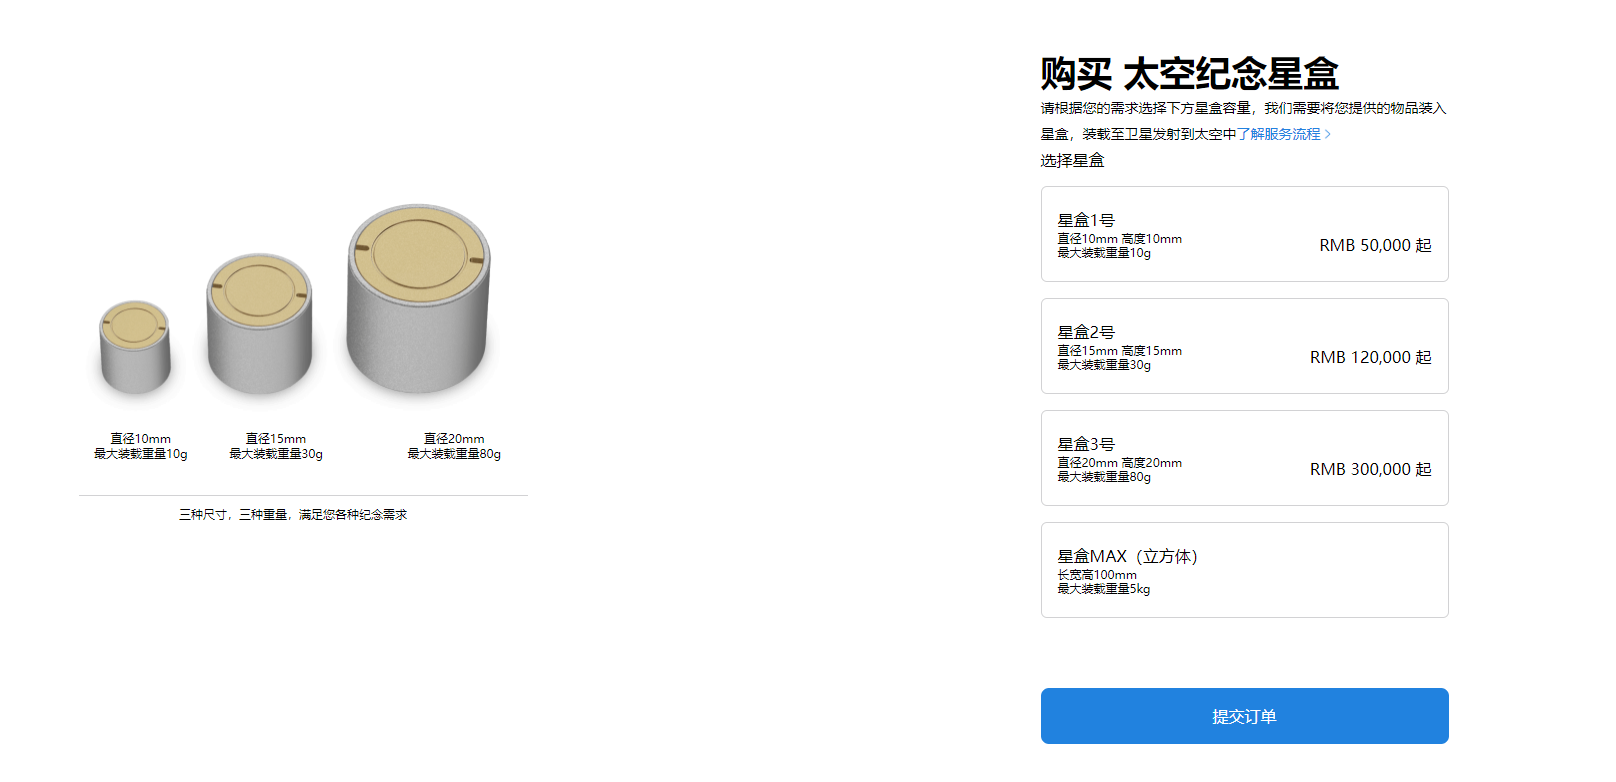 购买 太空纪念星盒
请根据您的需求选择下方星盒容量，我们需要将您提供的物品装入
星盒，装载至卫星发射到太空中了解服务流程 >
选择星盒
星盒1号
直径10mm 高度10mm
最大装载重量10g
RMB 50,000 起
星盒2号
直径15mm 高度15mm
最大装载重量30g
RMB 120,000 起
星盒3号
直径20mm 高度20mm
最大装载重量80g
RMB 300,000 起
星盒MAX（立方体）
长宽高100mm
最大装载重量5kg
提交订单
直径10mm
最大装载重量10g
直径15mm
最大装载重量30g
直径20mm
最大装载重量80g
三种尺寸，三种重量，满足您各种纪念需求